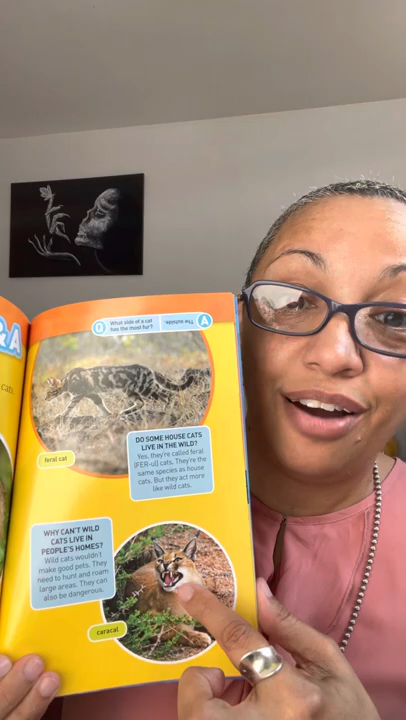 &A
cats
Q What side of a cat
has the most fur?
The outside. A
feral cat
DO SOME HOUSE CATS
LIVE IN THE WILD?
Yes, they're called feral
(FER-ul) cats. They're the
same species as house
cats. But they act more
like wild cats.
WHY CAN'T WILD
CATS LIVE IN
PEOPLE'S HOMES?
Wild cats wouldn't
make good pets. They
need to hunt and roam
large areas. They can
also be dangerous.
caracal